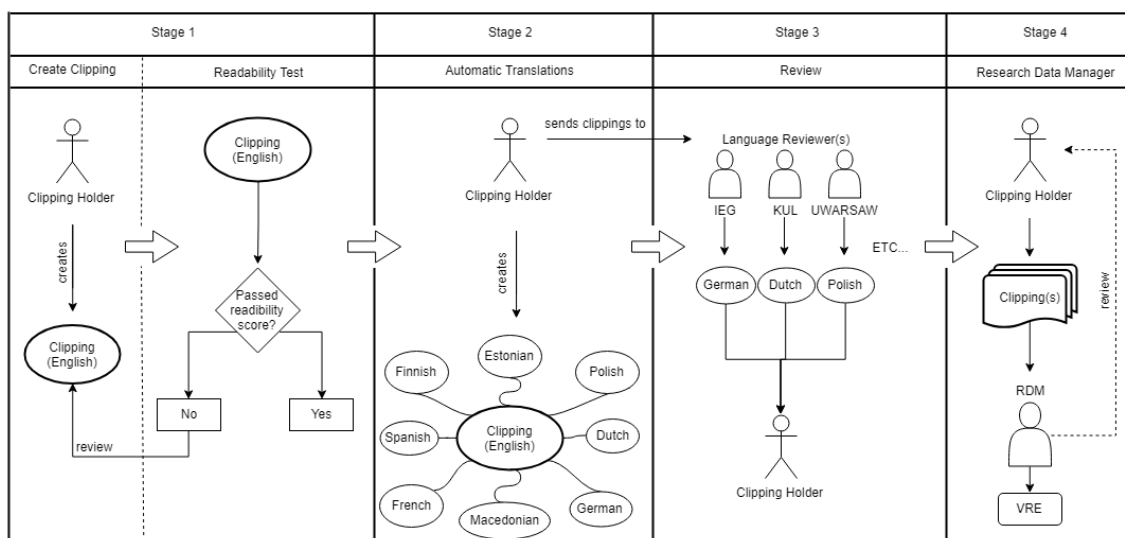 Stage 1
Stage 2
Stage 3
Stage 4
Create Clipping
Readability Test
Automatic Translations
Review
Research Data Manager
Clipping Holder
creates
Clipping
(English)
review
Clipping
(English)
Passed
readibility
score?
No
Yes
Clipping Holder
sends clippings to
creates
Estonian
Finnish
Polish
Spanish
Clipping
(English)
Dutch
French
Macedonian
German
Language Reviewer(s)
IEG
KUL
UWARSAW
ETC...
German
Dutch
Polish
Clipping Holder
Clipping Holder
Clipping(s)
review
RDM
VRE